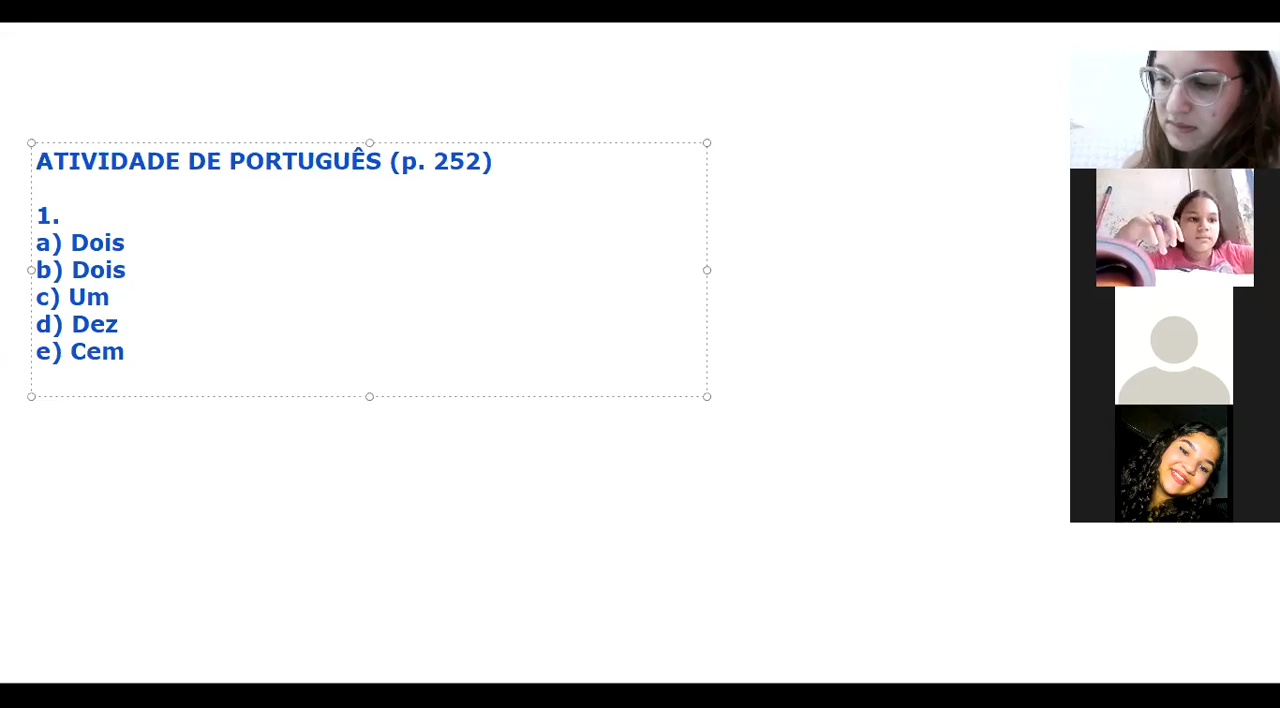 ATIVIDADE DE PORTUGUÊS (p. 252)
1.
a) Dois
b) Dois
c) Um
d) Dez
e) Cem